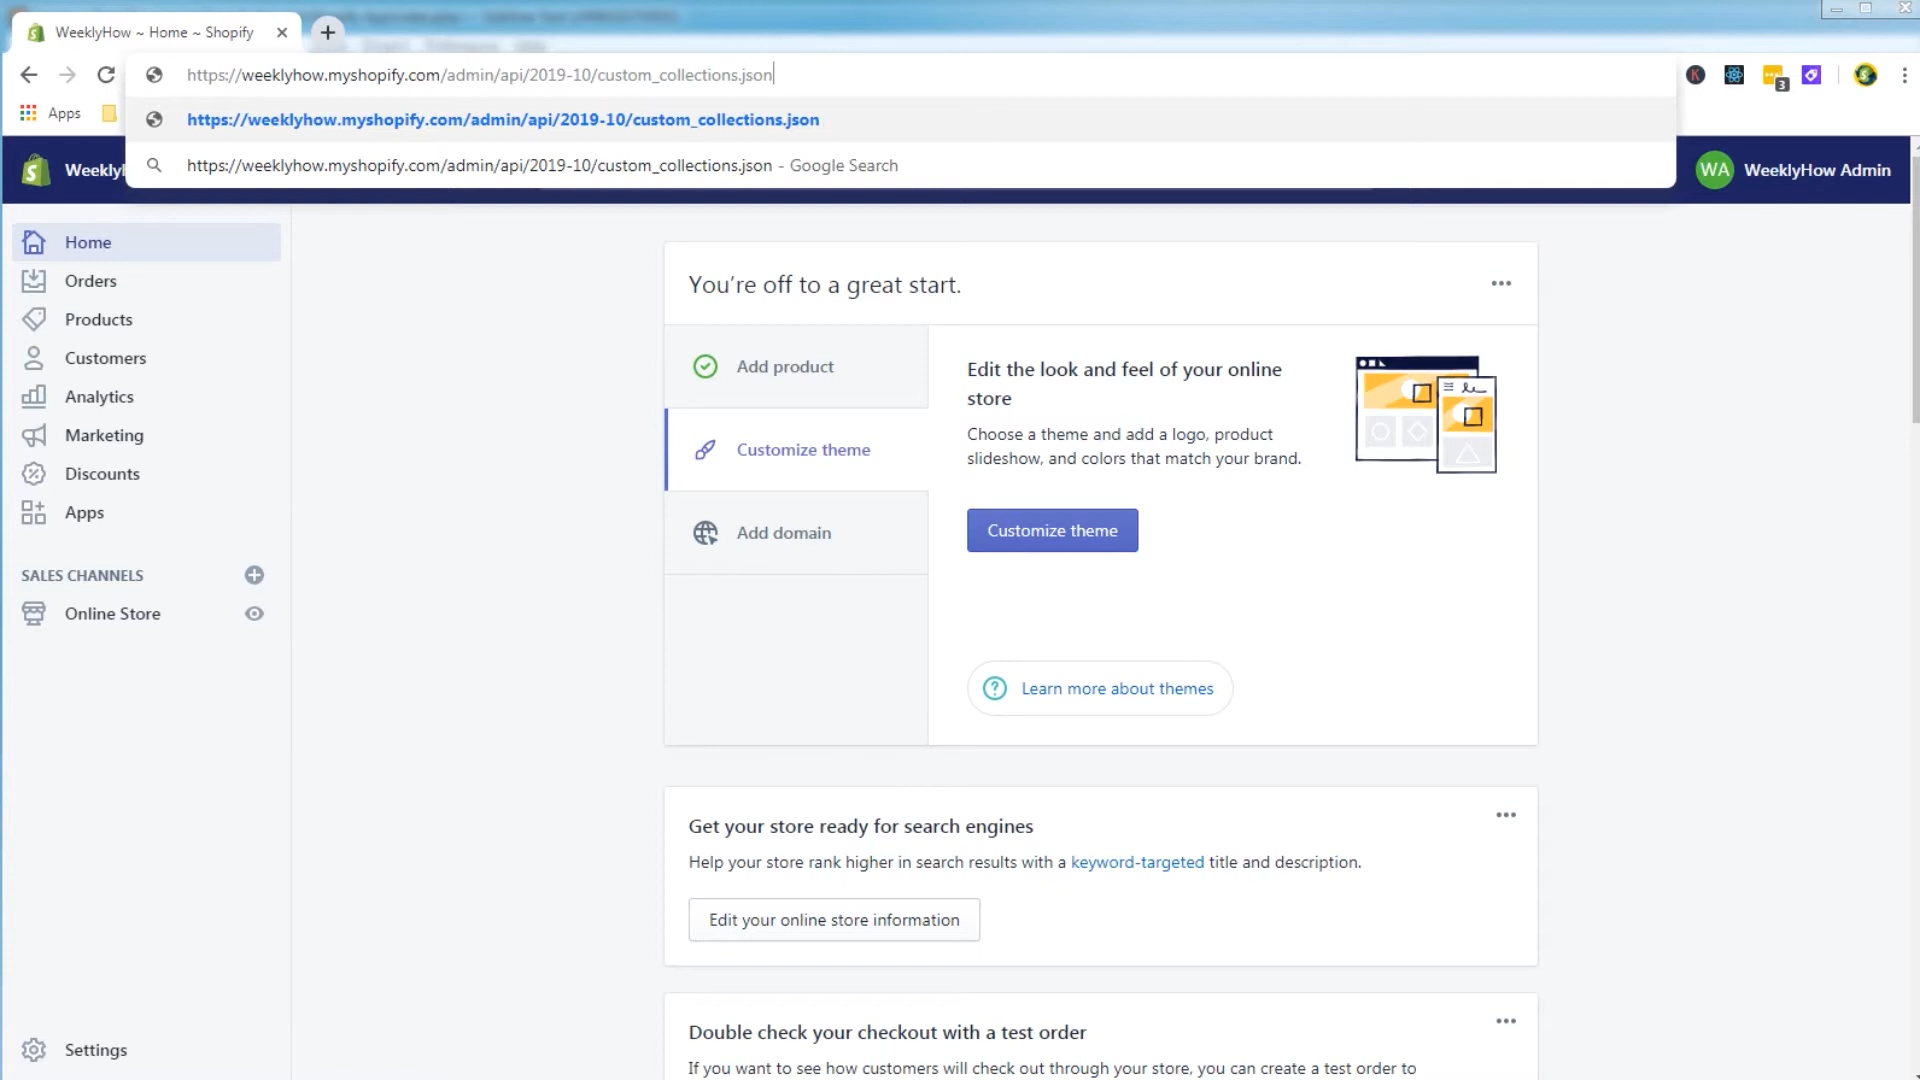 WeeklyHow ~ Home ~ Shopify
https://weeklyhow.myshopify.com/admin/api/2019-10/custom_collections.json
3
Apps
https://weeklyhow.myshopify.com/admin/api/2019-10/custom_collections.json
https://weeklyhow.myshopify.com/admin/api/2019-10/custom_collections.json - Google Search
WA
WeeklyHow Admin
Home
Orders
Products
Customers
Analytics
Marketing
Discounts
Apps
SALES CHANNELS
Online Store
Settings
You’re off to a great start.
Add product
Customize theme
Add domain
Edit the look and feel of your online
store
Choose a theme and add a logo, product
slideshow, and colors that match your brand.
Customize theme
Learn more about themes
Get your store ready for search engines
Help your store rank higher in search results with a keyword-targeted title and description.
Edit your online store information
Double check your checkout with a test order
If you want to see how customers will check out through your store, you can create a test order to